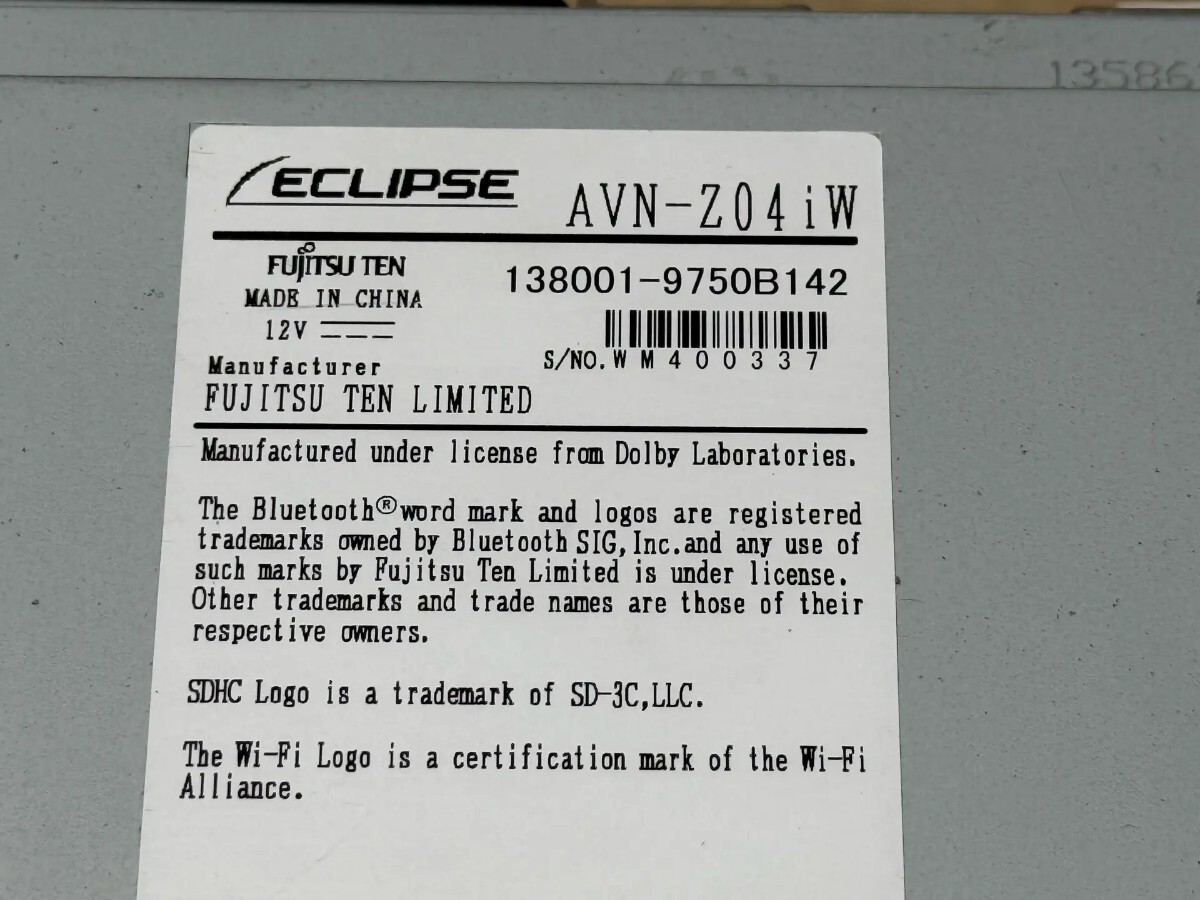 13586
ECLIPSE AVN-Z04iW
FUJITSU TEN 138001-9750B142
MADE IN CHINA
12V
S/NO.WM400337
Manufacturer
FUJITSU TEN LIMITED
Manufactured under license from Dolby Laboratories.
The Bluetooth®word mark and logos are registered
trademarks owned by Bluetooth SIG,Inc.and any use of
such marks by Fujitsu Ten Limited is under license.
Other trademarks and trade names are those of their
respective owners.
SDHC Logo is a trademark of SD-3C,LLC.
The Wi-Fi Logo is a certification mark of the Wi-Fi
Alliance.